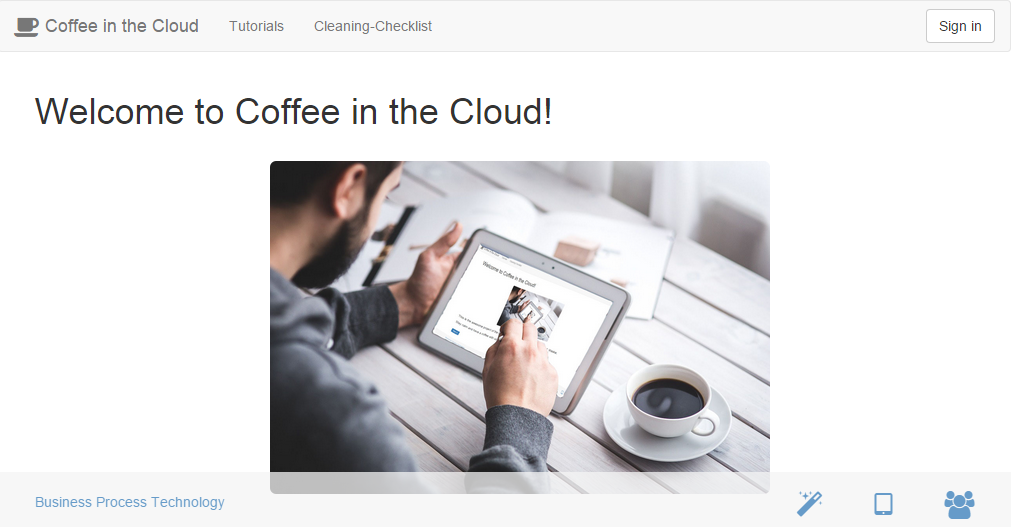 Coffee in the Cloud
Tutorials
Cleaning-Checklist
Sign in
Welcome to Coffee in the Cloud!
Welcome to Coffee in the Cloud!
Business Process Technology